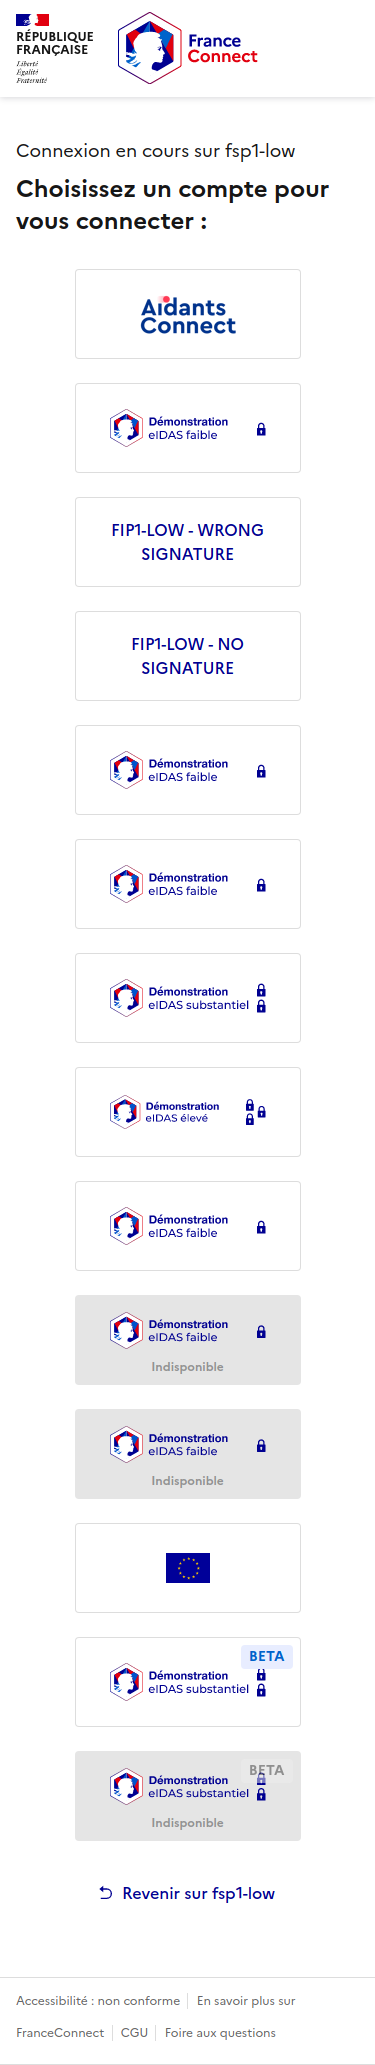 RÉPUBLIQUE
FRANÇAISE
Liberté
Égalité
Fraternité
France
Connect
Connexion en cours sur fsp1-low
Choisissez un compte pour
vous connecter :
Aidants
Connect
Démonstration
eIDAS faible
FIP1-LOW - WRONG
SIGNATURE
FIP1-LOW - NO
SIGNATURE
Démonstration
eIDAS faible
Démonstration
eIDAS faible
Démonstration
eIDAS substantiel
Démonstration
eIDAS élevé
Démonstration
eIDAS faible
Démonstration
eIDAS faible
Indisponible
Démonstration
eIDAS faible
Indisponible
BETA
Démonstration
eIDAS substantiel
BETA
Démonstration
eIDAS substantiel
Indisponible
Revenir sur fsp1-low
Accessibilité : non conforme En savoir plus sur
FranceConnect CGU Foire aux questions